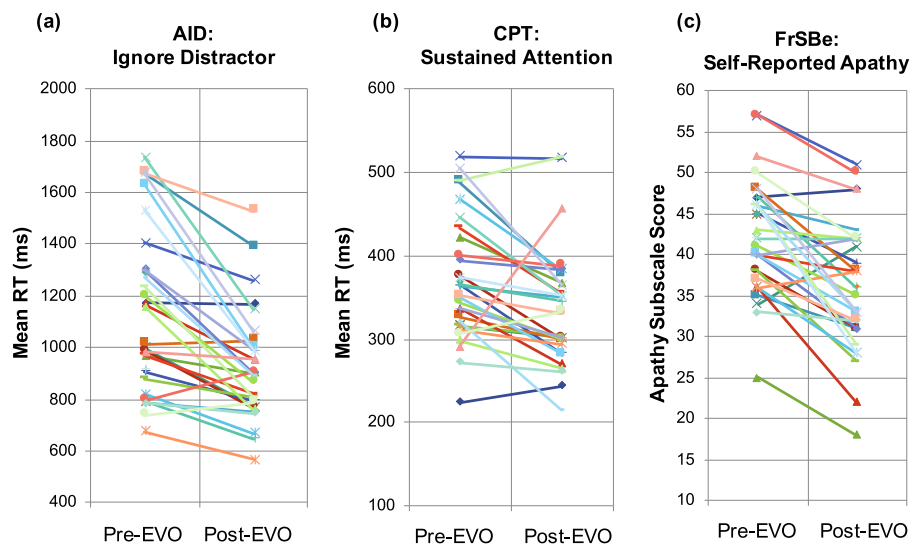 (a)
AID:
Ignore Distractor
Mean RT (ms)
2000
1800
1600
1400
1200
1000
800
600
400
Pre-EVO Post-EVO
(b)
CPT:
Sustained Attention
Mean RT (ms)
600
500
400
300
200
100
Pre-EVO Post-EVO
(c)
FrSBe:
Self-Reported Apathy
Apathy Subscale Score
60
55
50
45
40
35
30
25
20
15
10
Pre-EVO Post-EVO